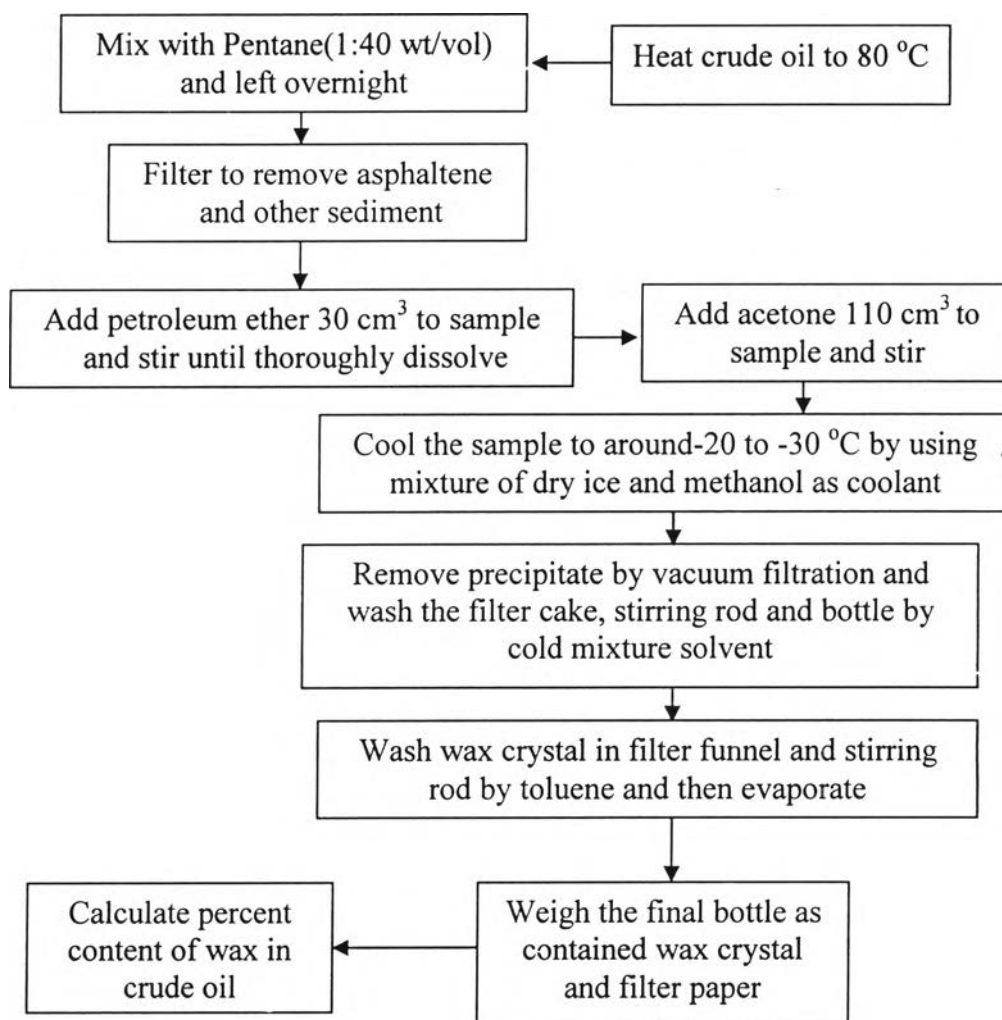 Heat crude oil to 80 °C
Mix with Pentane(1:40 wt/vol)
and left overnight
Filter to remove asphaltene
and other sediment
Add petroleum ether 30 cm³ to sample
and stir until thoroughly dissolve
Add acetone 110 cm³ to
sample and stir
Cool the sample to around-20 to -30 °C by using
mixture of dry ice and methanol as coolant
Remove precipitate by vacuum filtration and
wash the filter cake, stirring rod and bottle by
cold mixture solvent
Wash wax crystal in filter funnel and stirring
rod by toluene and then evaporate
Weigh the final bottle as
contained wax crystal
and filter paper
Calculate percent
content of wax in
crude oil